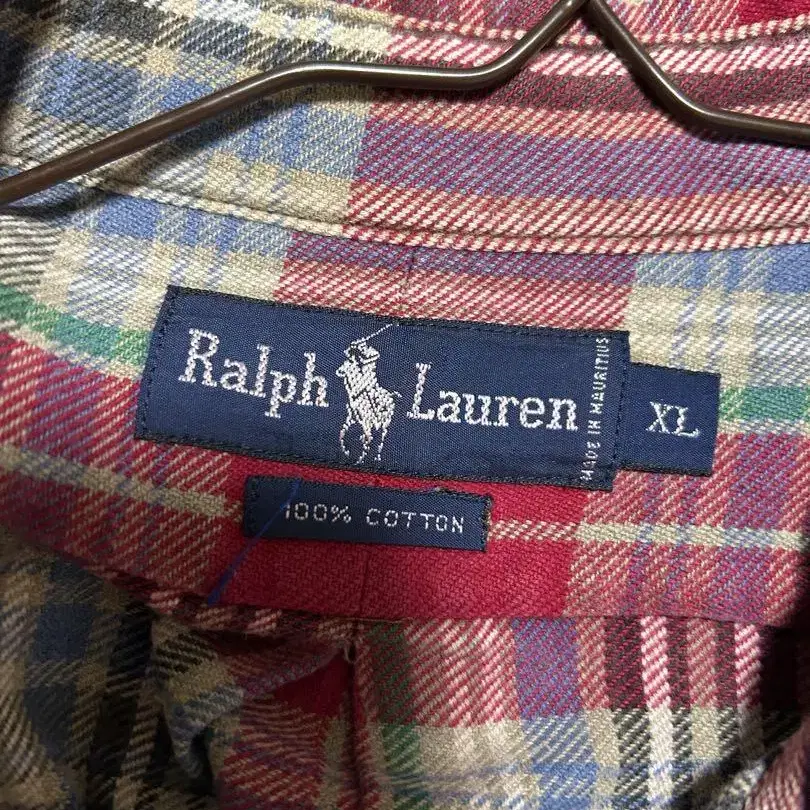 Ralph Lauren
MADE IN MAURITIUS
XL
100% COTTON